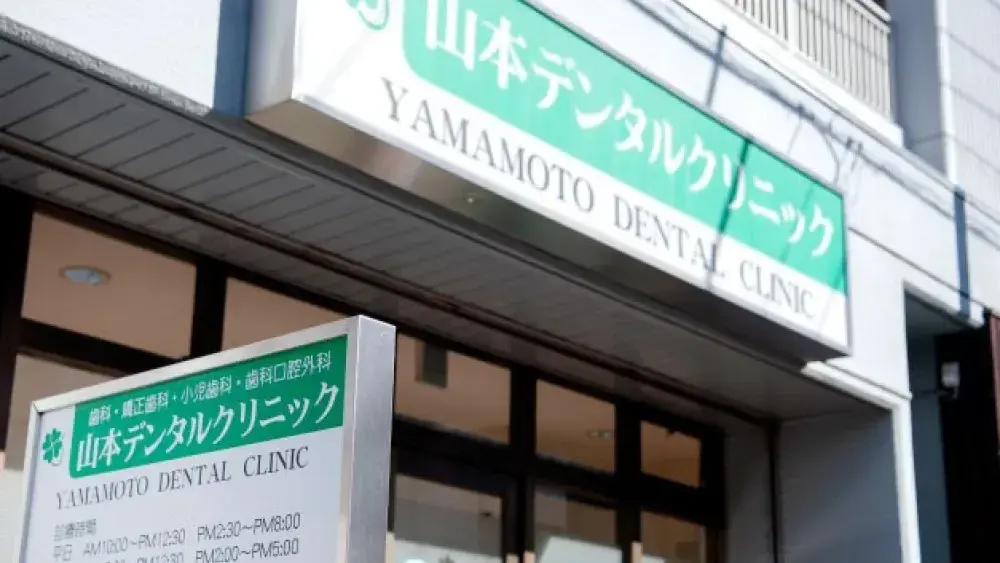 山本デンタルクリニック
YAMAMOTO DENTAL CLINIC
歯科・矯正歯科・小児歯科・歯科口腔外科
山本デンタルクリニック
YAMAMOTO DENTAL CLINIC
診療時間
平日 AM10:00〜PM12:30 PM2:30〜PM8:00
PM12:30 PM2:00〜PM5:00